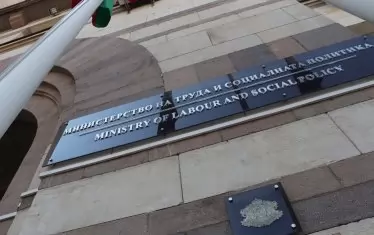 МИНИСТЕРСТВО НА ТРУДА И СОЦИАЛНАТА ПОЛИТИКА
MINISTRY OF LABOUR AND SOCIAL POLICY